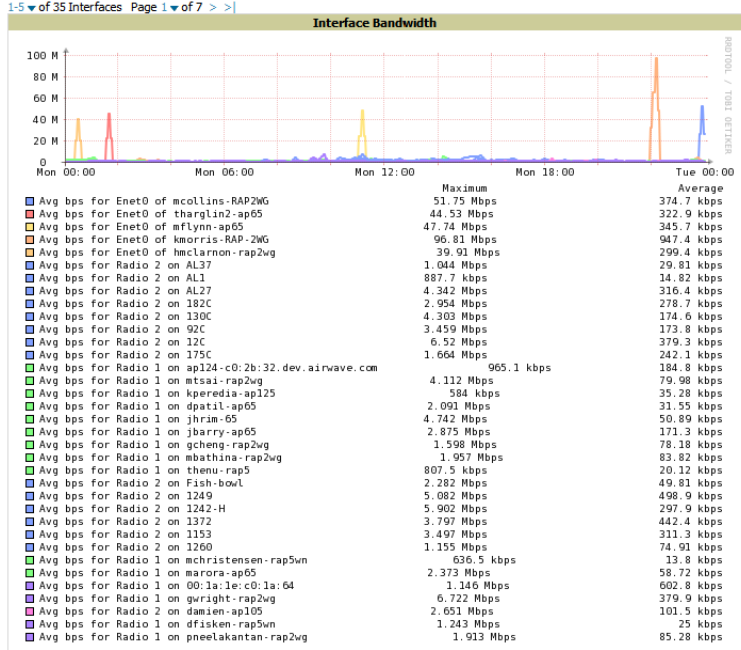 1-5 of 35 Interfaces Page 1 of 7 > >|
Interface Bandwidth
100 M
80 M
60 M
40 M
20 M
0
Mon 00:00 Mon 06:00 Mon 12:00 Mon 18:00 Tue 00:00
RRDTOOL / TOBI OETIKER
Maximum Average
Avg bps for Enet0 of mcollins-RAP2WG 51.75 Mbps 374.7 kbps
Avg bps for Enet0 of tharglin2-ap65 44.53 Mbps 322.9 kbps
Avg bps for Enet0 of mflynn-ap65 47.74 Mbps 345.7 kbps
Avg bps for Enet0 of kmorris-RAP-2WG 96.81 Mbps 947.4 kbps
Avg bps for Enet0 of hmclarnon-rap2wg 39.91 Mbps 299.4 kbps
Avg bps for Radio 2 on AL37 1.044 Mbps 29.81 kbps
Avg bps for Radio 2 on AL1 887.7 kbps 14.82 kbps
Avg bps for Radio 2 on AL27 4.342 Mbps 316.4 kbps
Avg bps for Radio 2 on 182C 2.954 Mbps 278.7 kbps
Avg bps for Radio 2 on 130C 4.303 Mbps 174.6 kbps
Avg bps for Radio 2 on 92C 3.459 Mbps 173.8 kbps
Avg bps for Radio 2 on 12C 6.52 Mbps 379.3 kbps
Avg bps for Radio 2 on 175C 1.664 Mbps 242.1 kbps
Avg bps for Radio 1 on ap124-c0:2b:32.dev.airwave.com 965.1 kbps 184.8 kbps
Avg bps for Radio 1 on mtsai-rap2wg 4.112 Mbps 79.98 kbps
Avg bps for Radio 1 on kperedia-ap125 584 kbps 35.28 kbps
Avg bps for Radio 1 on dpatil-ap65 2.091 Mbps 31.55 kbps
Avg bps for Radio 1 on jhrim-65 4.742 Mbps 50.89 kbps
Avg bps for Radio 1 on jbarry-ap65 2.875 Mbps 171.3 kbps
Avg bps for Radio 1 on gcheng-rap2wg 1.598 Mbps 78.18 kbps
Avg bps for Radio 1 on mbathina-rap2wg 1.957 Mbps 83.82 kbps
Avg bps for Radio 1 on thenu-rap5 807.5 kbps 20.12 kbps
Avg bps for Radio 2 on Fish-bowl 2.282 Mbps 49.81 kbps
Avg bps for Radio 2 on 1249 5.082 Mbps 498.9 kbps
Avg bps for Radio 2 on 1242-H 5.902 Mbps 297.9 kbps
Avg bps for Radio 2 on 1372 3.797 Mbps 442.4 kbps
Avg bps for Radio 2 on 1153 3.497 Mbps 311.3 kbps
Avg bps for Radio 2 on 1260 1.155 Mbps 74.91 kbps
Avg bps for Radio 1 on mchristensen-rap5wn 636.5 kbps 13.8 kbps
Avg bps for Radio 1 on marora-ap65 2.373 Mbps 58.72 kbps
Avg bps for Radio 1 on 00:1a:1e:c0:1a:64 1.146 Mbps 602.8 kbps
Avg bps for Radio 1 on gwright-rap2wg 6.722 Mbps 379.9 kbps
Avg bps for Radio 2 on damien-ap105 2.651 Mbps 101.5 kbps
Avg bps for Radio 1 on dfisken-rap5wn 1.243 Mbps 25 kbps
Avg bps for Radio 1 on pneelakantan-rap2wg 1.913 Mbps 85.28 kbps